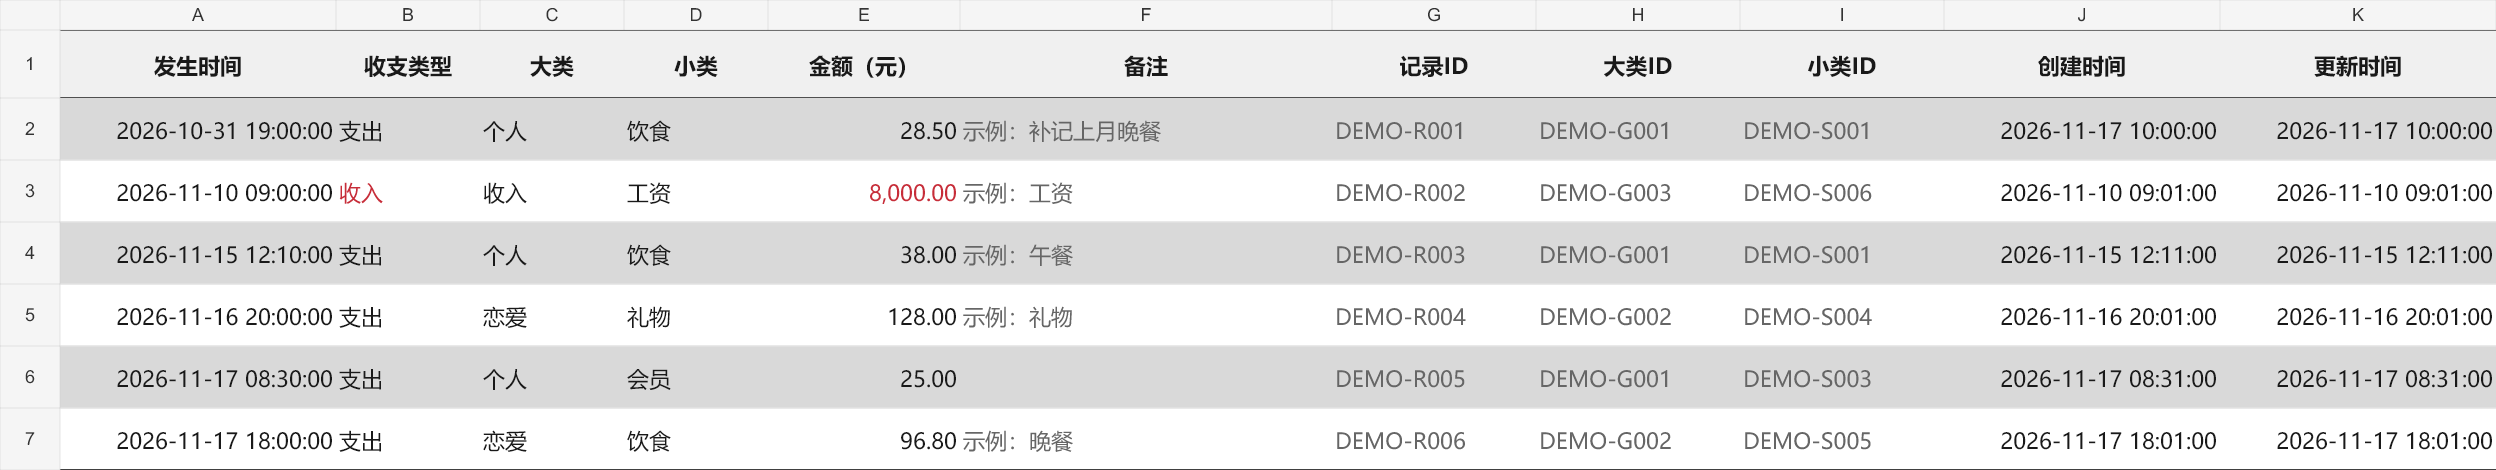 A B C D E F G H I J K
1 发生时间 收支类型 大类 小类 金额（元） 备注 记录ID 大类ID 小类ID 创建时间 更新时间
2 2026-10-31 19:00:00 支出 个人 饮食 28.50 示例：补记上月晚餐 DEMO-R001 DEMO-G001 DEMO-S001 2026-11-17 10:00:00 2026-11-17 10:00:00
3 2026-11-10 09:00:00 收入 收入 工资 8,000.00 示例：工资 DEMO-R002 DEMO-G003 DEMO-S006 2026-11-10 09:01:00 2026-11-10 09:01:00
4 2026-11-15 12:10:00 支出 个人 饮食 38.00 示例：午餐 DEMO-R003 DEMO-G001 DEMO-S001 2026-11-15 12:11:00 2026-11-15 12:11:00
5 2026-11-16 20:00:00 支出 恋爱 礼物 128.00 示例：礼物 DEMO-R004 DEMO-G002 DEMO-S004 2026-11-16 20:01:00 2026-11-16 20:01:00
6 2026-11-17 08:30:00 支出 个人 会员 25.00 DEMO-R005 DEMO-G001 DEMO-S003 2026-11-17 08:31:00 2026-11-17 08:31:00
7 2026-11-17 18:00:00 支出 恋爱 饮食 96.80 示例：晚餐 DEMO-R006 DEMO-G002 DEMO-S005 2026-11-17 18:01:00 2026-11-17 18:01:00